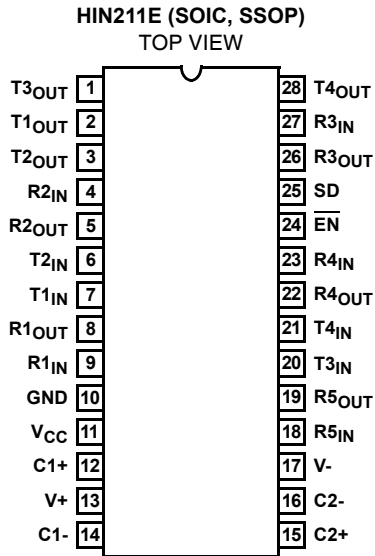 HIN211E (SOIC, SSOP)
TOP VIEW
T3OUT 1 28 T4OUT
T1OUT 2 27 R3IN
T2OUT 3 26 R3OUT
R2IN 4 25 SD
R2OUT 5 24 E̅N̅
T2IN 6 23 R4IN
T1IN 7 22 R4OUT
R1OUT 8 21 T4IN
R1IN 9 20 T3IN
GND 10 19 R5OUT
VCC 11 18 R5IN
C1+ 12 17 V-
V+ 13 16 C2-
C1- 14 15 C2+